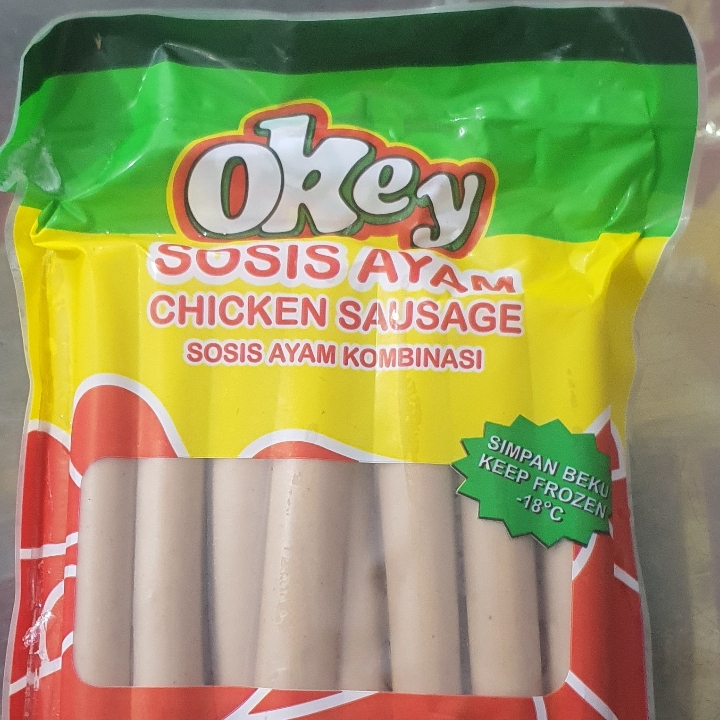 Okey
SOSIS AYAM
CHICKEN SAUSAGE
SOSIS AYAM KOMBINASI
SIMPAN BEKU
KEEP FROZEN
-18°C